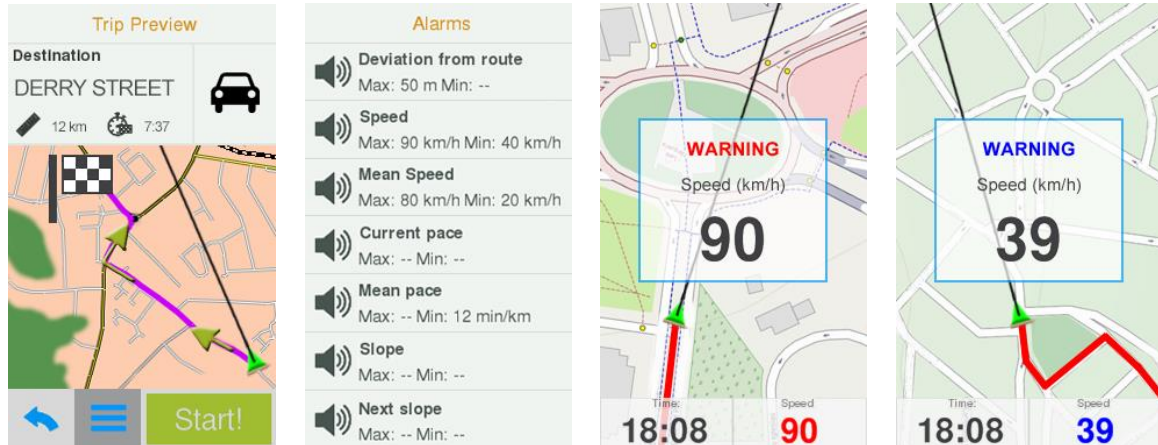 Trip Preview
Destination
DERRY STREET
12 km 7:37
Start!
Alarms
Deviation from route
Max: 50 m Min: --
Speed
Max: 90 km/h Min: 40 km/h
Mean Speed
Max: 80 km/h Min: 20 km/h
Current pace
Max: -- Min: --
Mean pace
Max: -- Min: 12 min/km
Slope
Max: -- Min: --
Next slope
Max: -- Min: --
WARNING
Speed (km/h)
90
Time: Speed
18:08 90
WARNING
Speed (km/h)
39
Time: Speed
18:08 39